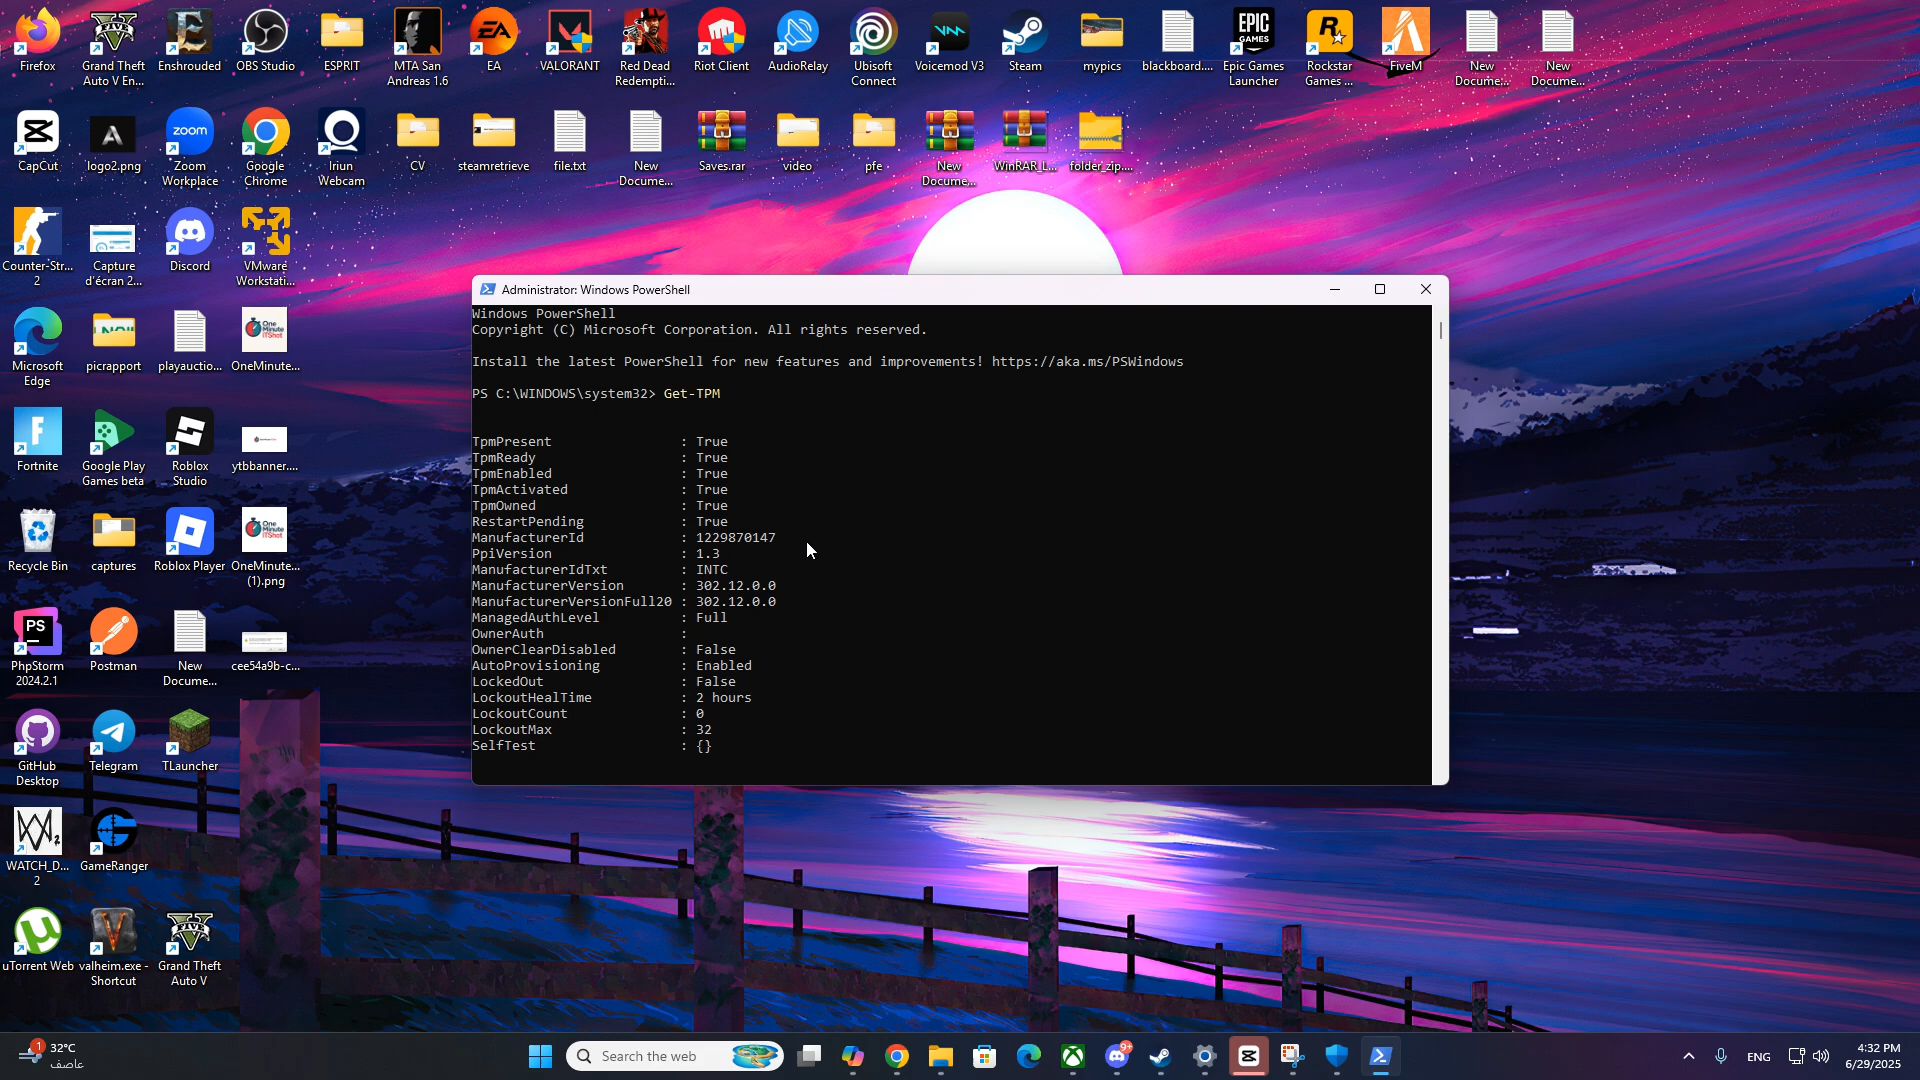 Firefox
Grand Theft
Auto V En...
Enshrouded
OBS Studio
ESPRIT
MTA San
Andreas 1.6
EA
VALORANT
Red Dead
Redempti...
Riot Client
AudioRelay
Ubisoft
Connect
Voicemod V3
Steam
mypics
blackboard....
Epic Games
Launcher
Rockstar
Games ...
FiveM
New
Docume...
New
Docume...
CapCut
logo2.png
Zoom
Workplace
Google
Chrome
Iriun
Webcam
CV
steamretrieve
file.txt
New
Docume...
Saves.rar
video
pfe
New
Docume...
WinRAR_L...
folder_zip....
Counter-Str...
2
Capture
d'écran 2...
Discord
VMware
Workstati...
Microsoft
Edge
picrapport
playauctio...
OneMinute...
Fortnite
Google Play
Games beta
Roblox
Studio
ytbbanner....
Recycle Bin
captures
Roblox Player
OneMinute...
(1).png
PhpStorm
2024.2.1
Postman
New
Docume...
cee54a9b-c...
GitHub
Desktop
Telegram
TLauncher
WATCH_D...
2
GameRanger
uTorrent Web
valheim.exe -
Shortcut
Grand Theft
Auto V
Administrator: Windows PowerShell
Windows PowerShell
Copyright (C) Microsoft Corporation. All rights reserved.
Install the latest PowerShell for new features and improvements! https://aka.ms/PSWindows
PS C:\WINDOWS\system32> Get-TPM
TpmPresent : True
TpmReady : True
TpmEnabled : True
TpmActivated : True
TpmOwned : True
RestartPending : True
ManufacturerId : 1229870147
PpiVersion : 1.3
ManufacturerIdTxt : INTC
ManufacturerVersion : 302.12.0.0
ManufacturerVersionFull20 : 302.12.0.0
ManagedAuthLevel : Full
OwnerAuth :
OwnerClearDisabled : False
AutoProvisioning : Enabled
LockedOut : False
LockoutHealTime : 2 hours
LockoutCount : 0
LockoutMax : 32
SelfTest : {}
1
32°C
عاصف
Search the web
9+
ENG
4:32 PM
6/29/2025